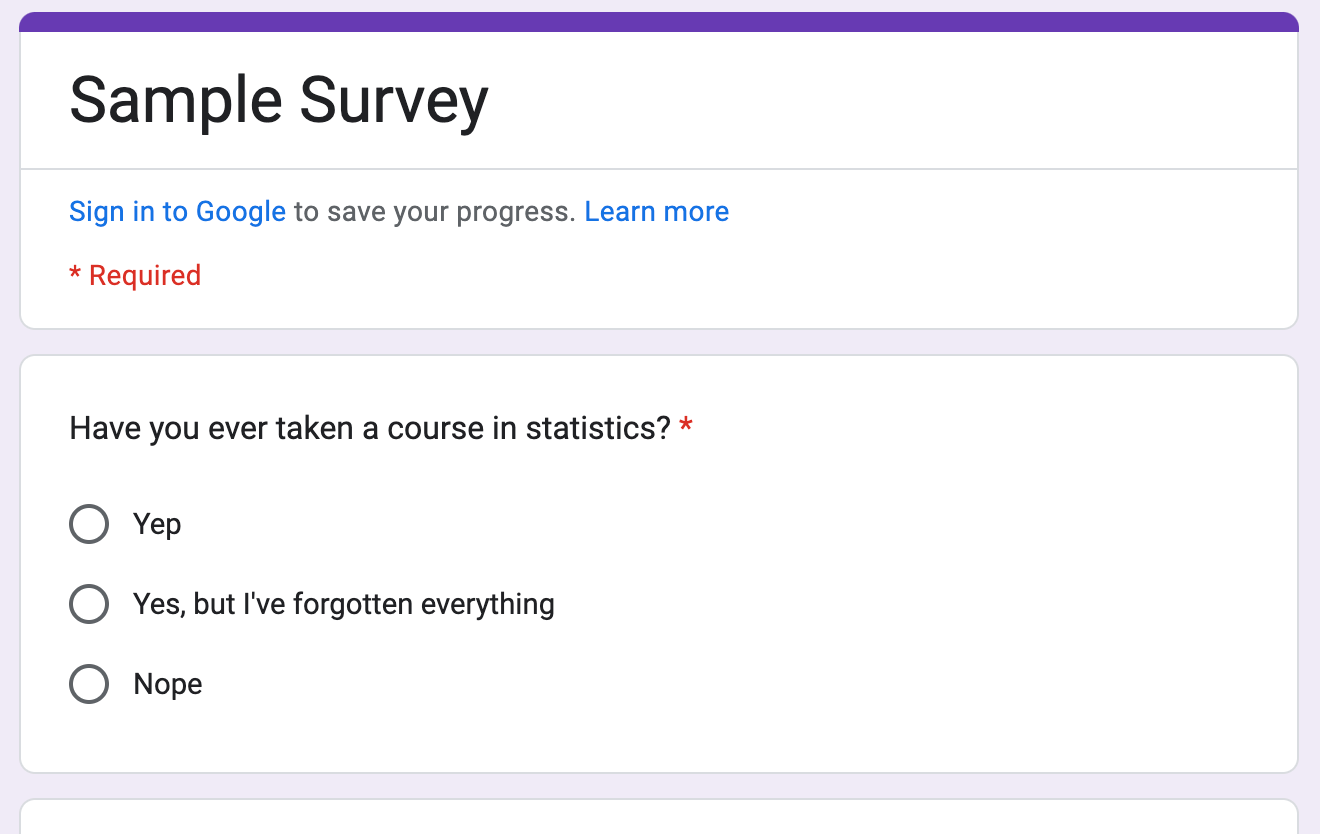 Sample Survey
Sign in to Google to save your progress. Learn more
* Required
Have you ever taken a course in statistics? *
Yep
Yes, but I've forgotten everything
Nope